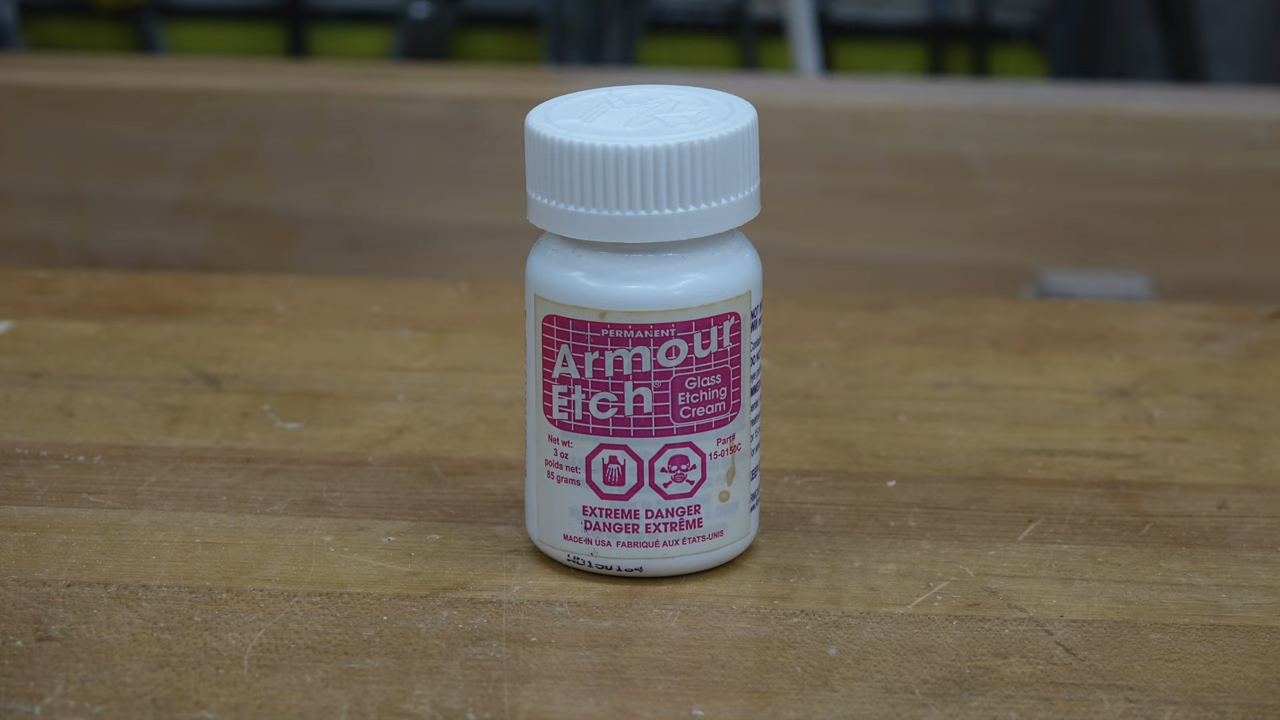 PERMANENT
Armour
Etch®
Glass
Etching
Cream
Net wt:
3 oz
poids net:
85 grams
Part#
15-0150C
EXTREME DANGER
DANGER EXTRÊME
MADE IN USA FABRIQUÉ AUX ÉTATS-UNIS